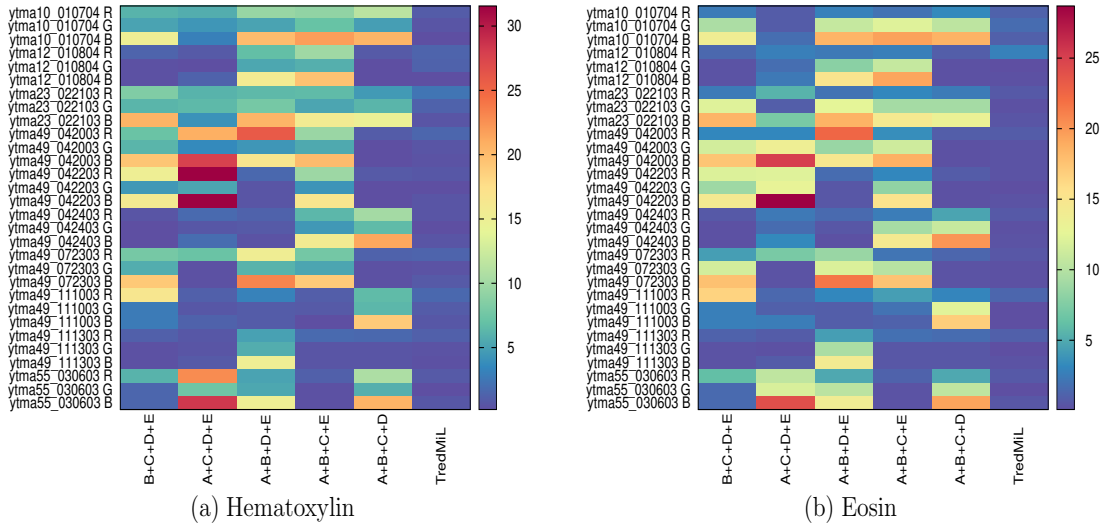 ytma10_010704 R
ytma10_010704 G
ytma10_010704 B
ytma12_010804 R
ytma12_010804 G
ytma12_010804 B
ytma23_022103 R
ytma23_022103 G
ytma23_022103 B
ytma49_042003 R
ytma49_042003 G
ytma49_042003 B
ytma49_042203 R
ytma49_042203 G
ytma49_042203 B
ytma49_042403 R
ytma49_042403 G
ytma49_042403 B
ytma49_072303 R
ytma49_072303 G
ytma49_072303 B
ytma49_111003 R
ytma49_111003 G
ytma49_111003 B
ytma49_111303 R
ytma49_111303 G
ytma49_111303 B
ytma55_030603 R
ytma55_030603 G
ytma55_030603 B
B+C+D+E
A+C+D+E
A+B+D+E
A+B+C+E
A+B+C+D
TredMiL
30
25
20
15
10
5
(a) Hematoxylin
ytma10_010704 R
ytma10_010704 G
ytma10_010704 B
ytma12_010804 R
ytma12_010804 G
ytma12_010804 B
ytma23_022103 R
ytma23_022103 G
ytma23_022103 B
ytma49_042003 R
ytma49_042003 G
ytma49_042003 B
ytma49_042203 R
ytma49_042203 G
ytma49_042203 B
ytma49_042403 R
ytma49_042403 G
ytma49_042403 B
ytma49_072303 R
ytma49_072303 G
ytma49_072303 B
ytma49_111003 R
ytma49_111003 G
ytma49_111003 B
ytma49_111303 R
ytma49_111303 G
ytma49_111303 B
ytma55_030603 R
ytma55_030603 G
ytma55_030603 B
B+C+D+E
A+C+D+E
A+B+D+E
A+B+C+E
A+B+C+D
TredMiL
25
20
15
10
5
(b) Eosin